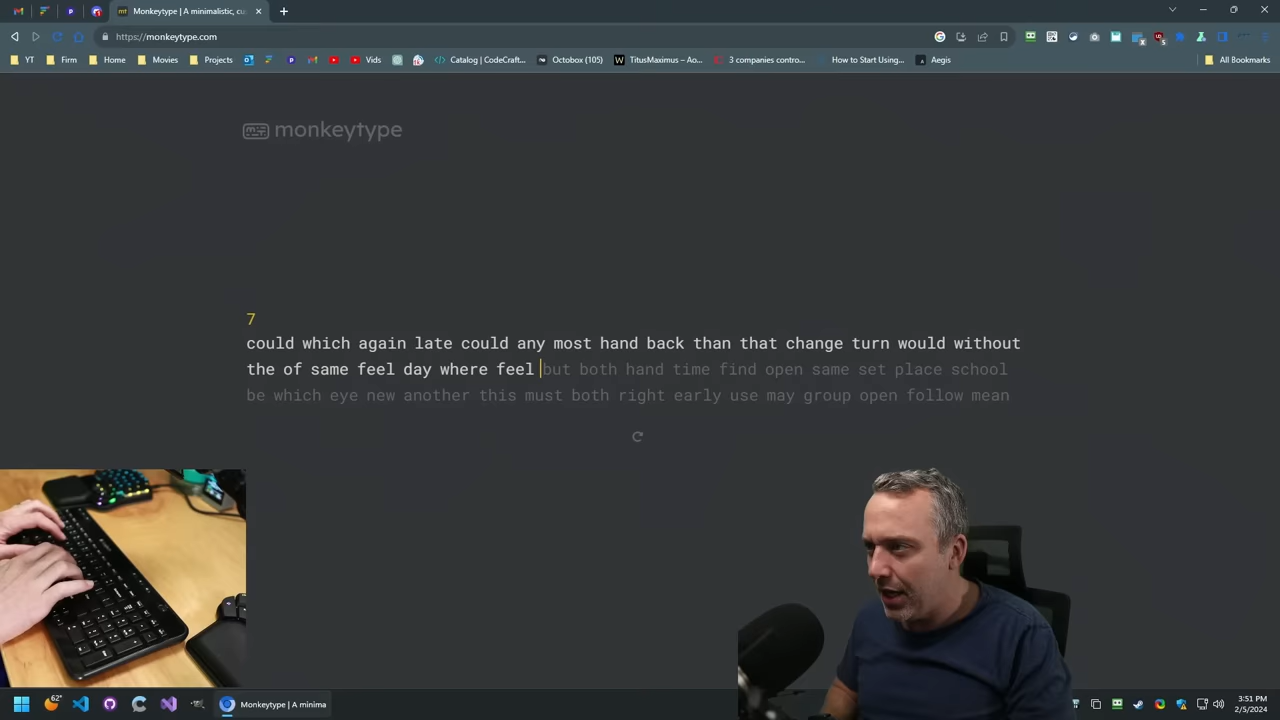 Monkeytype | A minimalistic, cu
https://monkeytype.com
YT Firm Home Movies Projects Vids Catalog | CodeCraft... Octobox (105) TitusMaximus – Ao... 3 companies contro... How to Start Using... Aegis All Bookmarks
monkeytype
7
could which again late could any most hand back than that change turn would without
the of same feel day where feel but both hand time find open same set place school
be which eye new another this must both right early use may group open follow mean
62°
Monkeytype | A minima
3:51 PM
2/5/2024